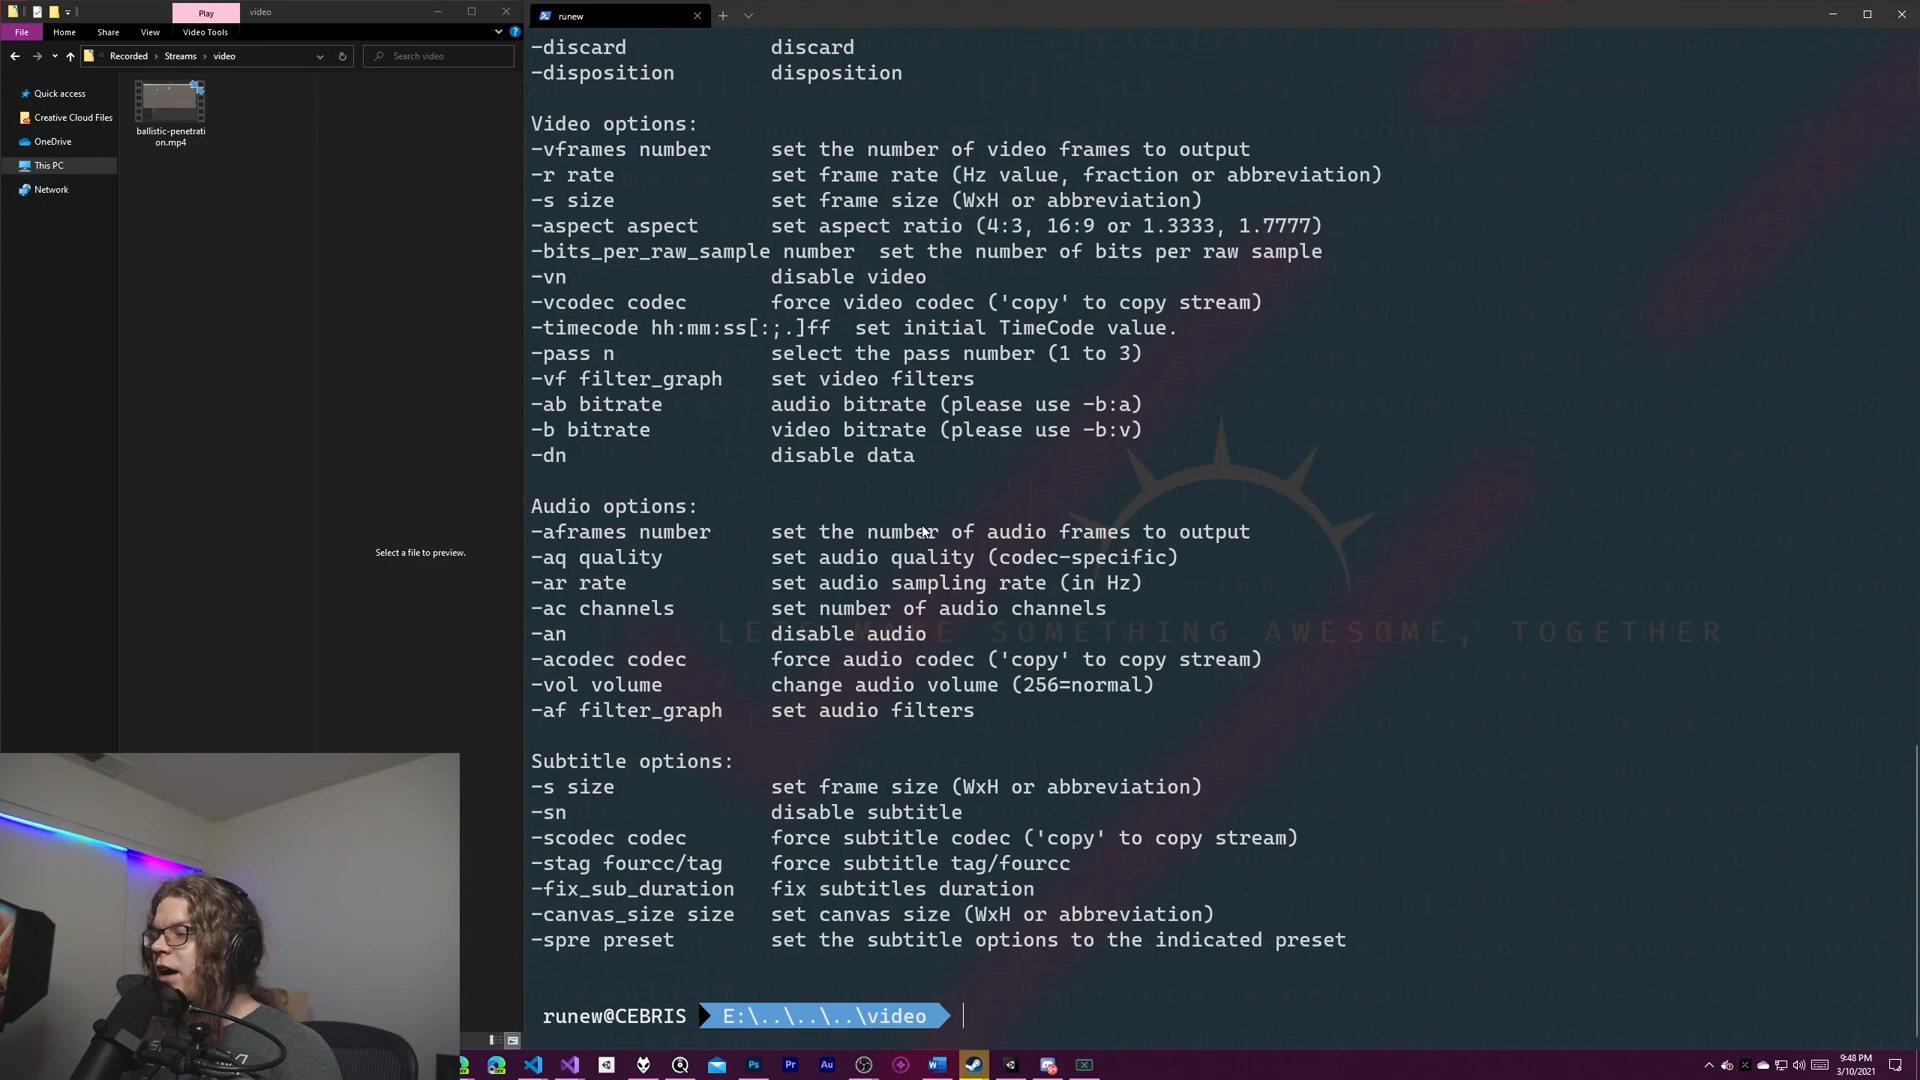 Play
video
File
Home
Share
View
Video Tools
Recorded
Streams
video
Search video
Quick access
Creative Cloud Files
OneDrive
This PC
Network
ballistic-penetrati
on.mp4
Select a file to preview.
runew
-discard discard
-disposition disposition
Video options:
-vframes number set the number of video frames to output
-r rate set frame rate (Hz value, fraction or abbreviation)
-s size set frame size (WxH or abbreviation)
-aspect aspect set aspect ratio (4:3, 16:9 or 1.3333, 1.7777)
-bits_per_raw_sample number set the number of bits per raw sample
-vn disable video
-vcodec codec force video codec ('copy' to copy stream)
-timecode hh:mm:ss[:;.]ff set initial TimeCode value.
-pass n select the pass number (1 to 3)
-vf filter_graph set video filters
-ab bitrate audio bitrate (please use -b:a)
-b bitrate video bitrate (please use -b:v)
-dn disable data
Audio options:
-aframes number set the number of audio frames to output
-aq quality set audio quality (codec-specific)
-ar rate set audio sampling rate (in Hz)
-ac channels set number of audio channels
-an disable audio
-acodec codec force audio codec ('copy' to copy stream)
-vol volume change audio volume (256=normal)
-af filter_graph set audio filters
LETS MAKE SOMETHING AWESOME, TOGETHER
Subtitle options:
-s size set frame size (WxH or abbreviation)
-sn disable subtitle
-scodec codec force subtitle codec ('copy' to copy stream)
-stag fourcc/tag force subtitle tag/fourcc
-fix_sub_duration fix subtitles duration
-canvas_size size set canvas size (WxH or abbreviation)
-spre preset set the subtitle options to the indicated preset
runew@CEBRIS E:\..\..\..\video
Ps
Pr
Au
9:48 PM
3/10/2021